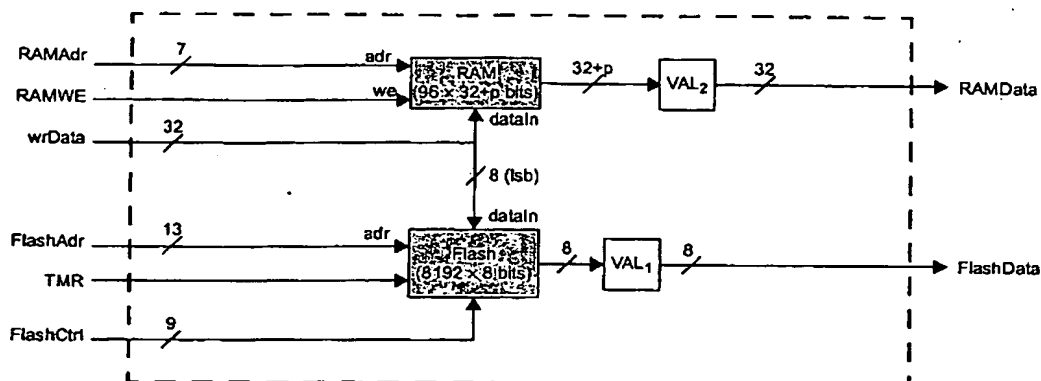 RAMAdr
7
adr
RAM
(96 × 32+p bits)
32+p
VAL2
32
RAMData
RAMWE
we
dataIn
wrData
32
8 (lsb)
dataIn
FlashAdr
13
adr
Flash
(8192 × 8 bits)
8
VAL1
8
FlashData
TMR
FlashCtrl
9